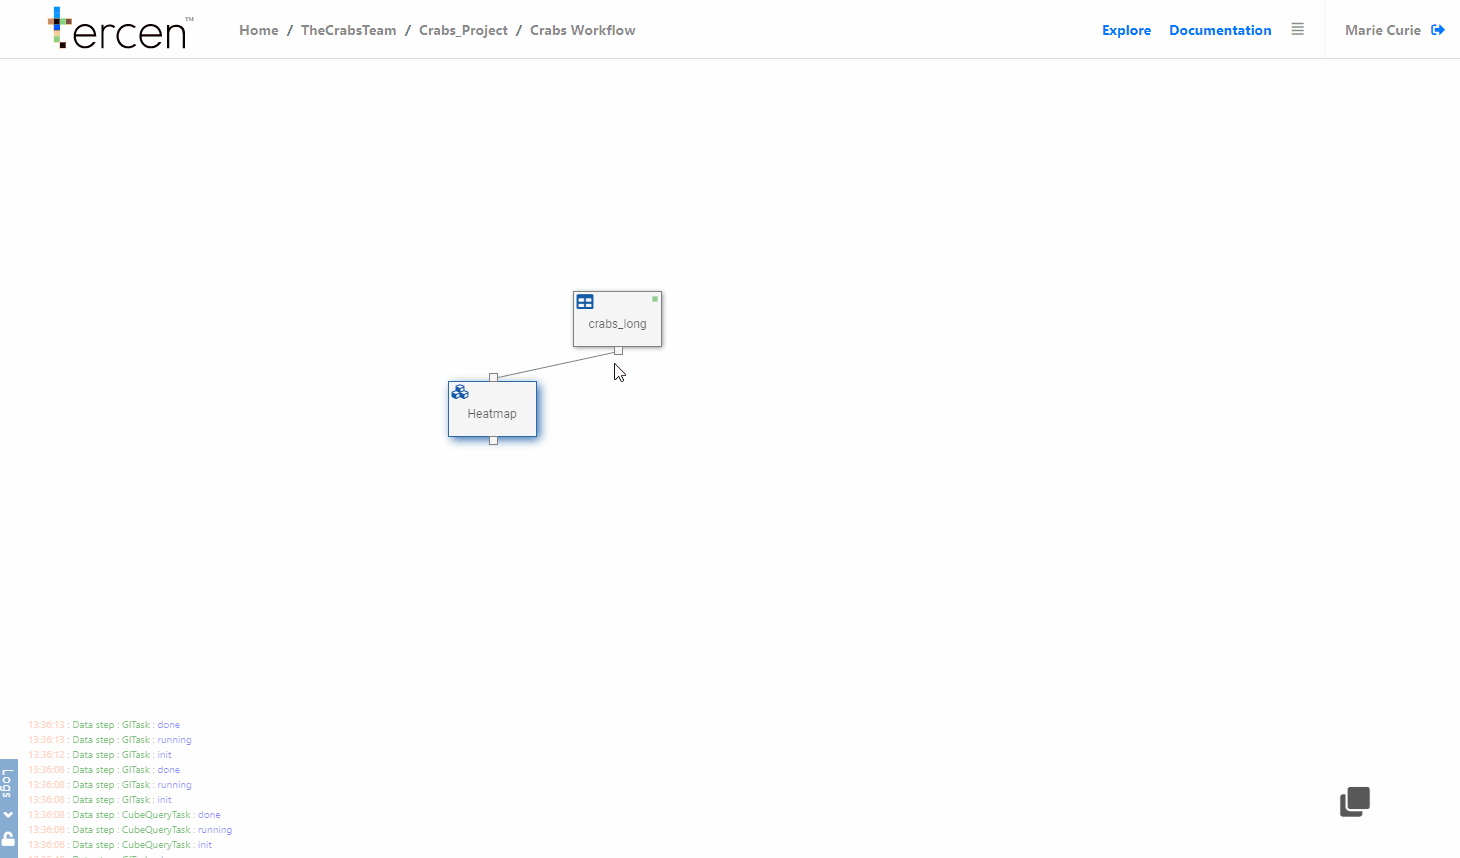 tercen™
Home / TheCrabsTeam / Crabs_Project / Crabs Workflow
Explore Documentation
Marie Curie
crabs_long
Heatmap
13:36:13 : Data step : GlTask : done
13:36:13 : Data step : GlTask : running
13:36:12 : Data step : GlTask : init
13:36:08 : Data step : GlTask : done
13:36:08 : Data step : GlTask : running
13:36:08 : Data step : GlTask : init
13:36:08 : Data step : CubeQueryTask : done
13:36:06 : Data step : CubeQueryTask : running
13:36:06 : Data step : CubeQueryTask : init
Logs